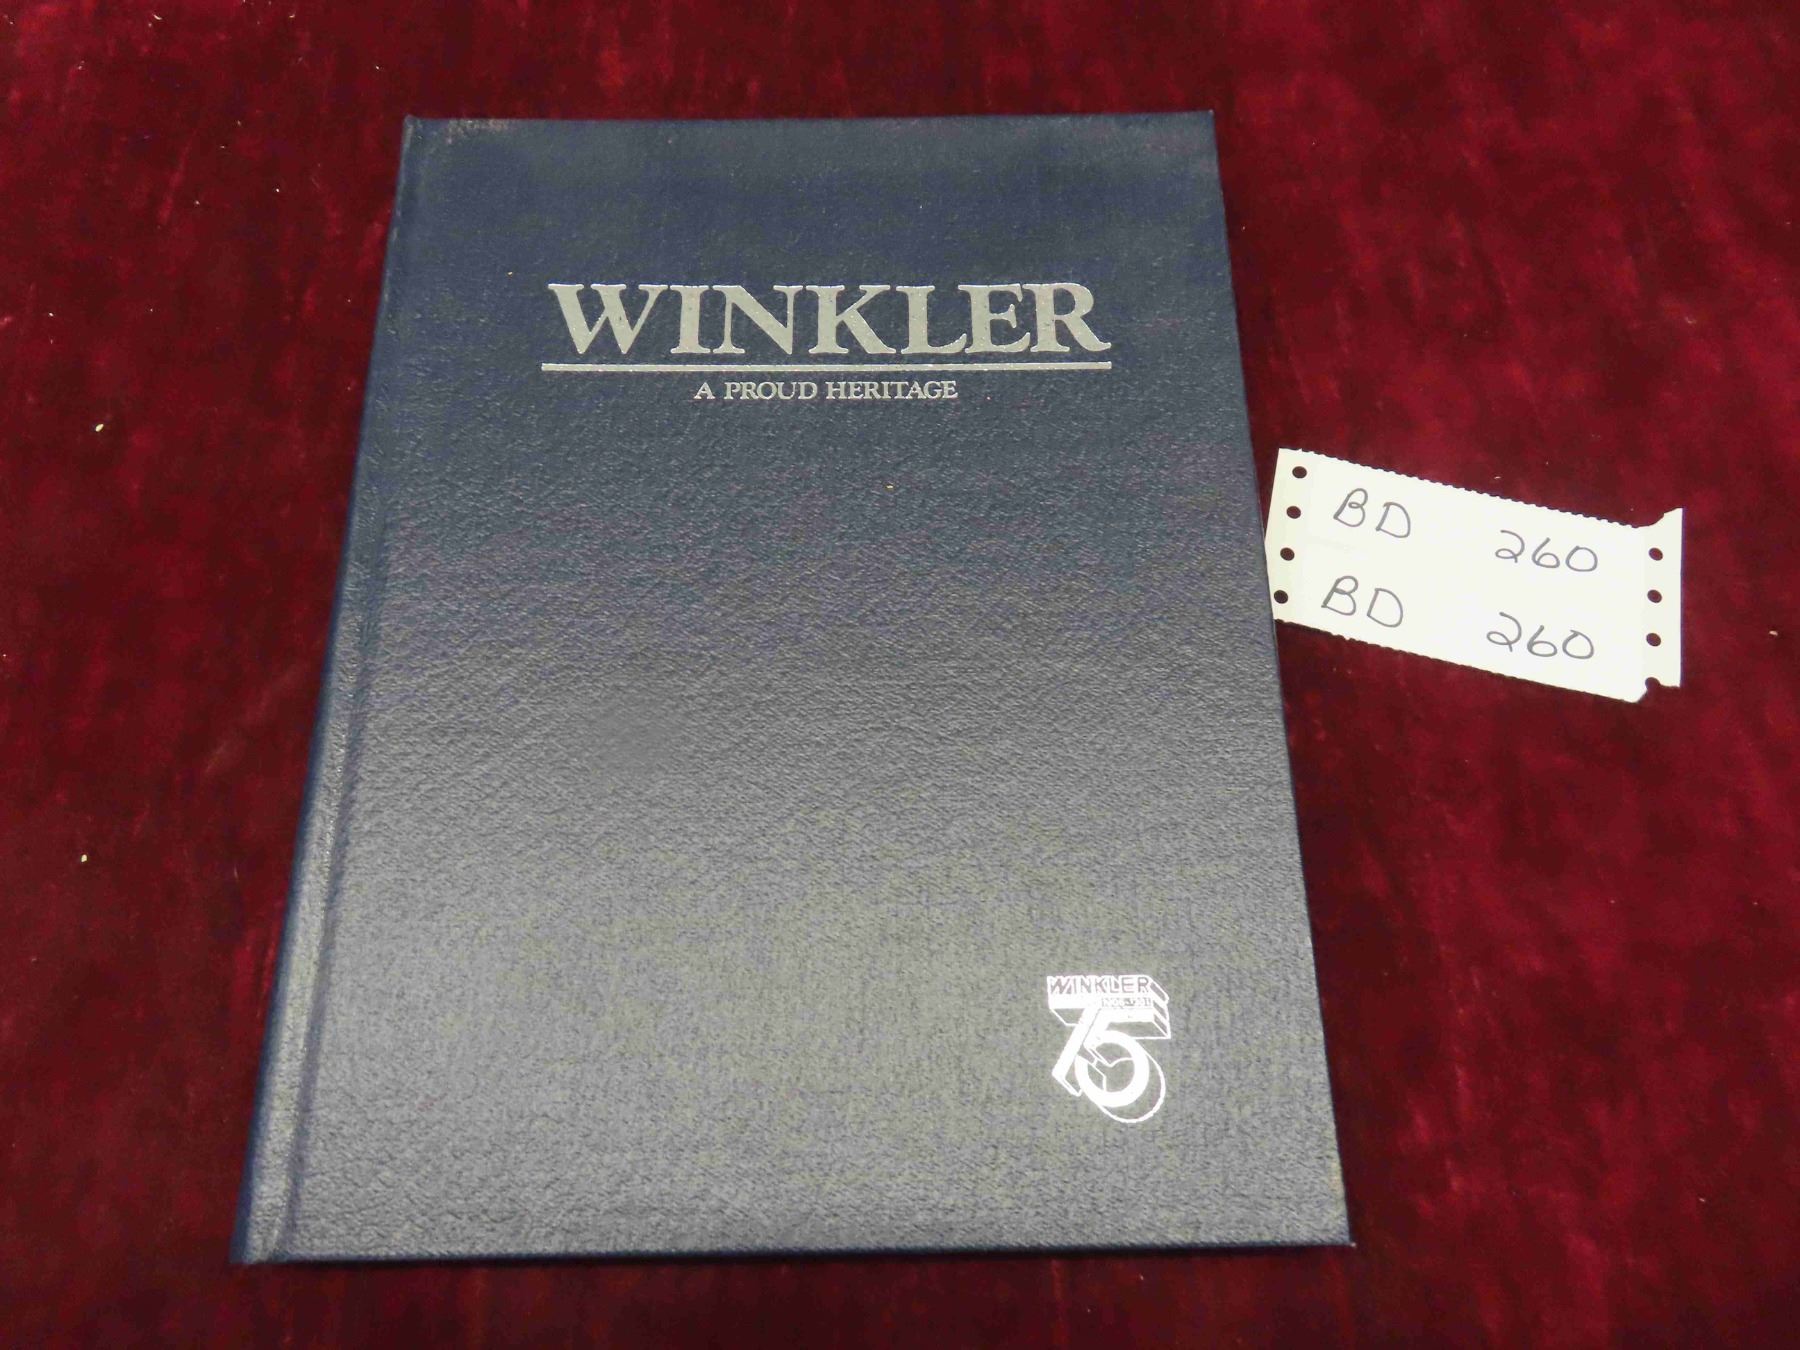 WINKLER
A PROUD HERITAGE
BD 260
BD 260
WINKLER
75